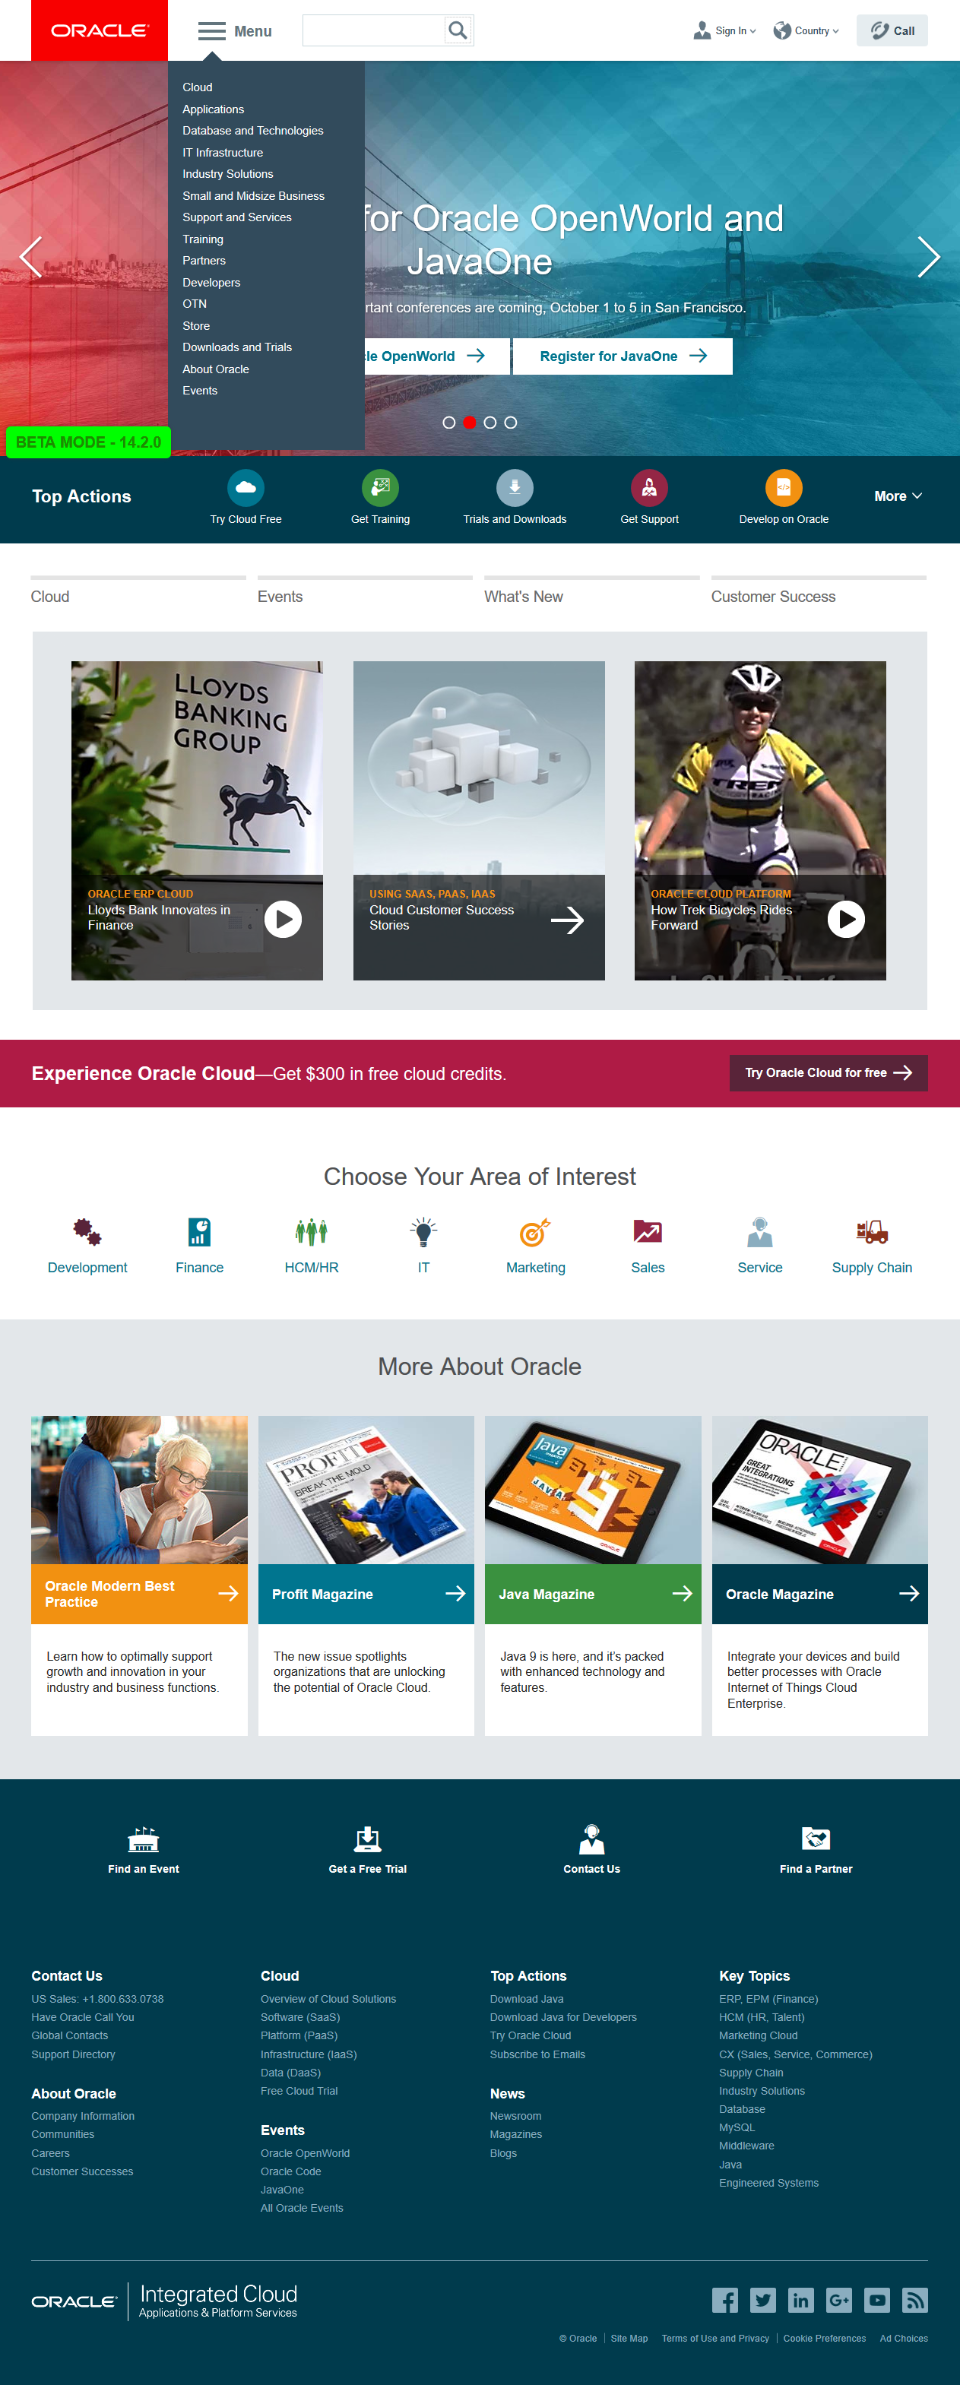 ORACLE
Menu
Sign In
Country
Call
Cloud
Applications
Database and Technologies
IT Infrastructure
Industry Solutions
Small and Midsize Business
Support and Services
Training
Partners
Developers
OTN
Store
Downloads and Trials
About Oracle
Events
for Oracle OpenWorld and
JavaOne
conferences are coming, October 1 to 5 in San Francisco.
OpenWorld
Register for JavaOne
BETA MODE - 14.2.0
Top Actions
Try Cloud Free
Get Training
Trials and Downloads
Get Support
Develop on Oracle
More
Cloud
Events
What's New
Customer Success
LLOYDS
BANKING
GROUP
ORACLE ERP CLOUD
Lloyds Bank Innovates in
Finance
USING SAAS, PAAS, IAAS
Cloud Customer Success
Stories
TREK
ORACLE CLOUD PLATFORM
How Trek Bicycles Rides
Forward
Experience Oracle Cloud—Get $300 in free cloud credits.
Try Oracle Cloud for free
Choose Your Area of Interest
Development
Finance
HCM/HR
IT
Marketing
Sales
Service
Supply Chain
More About Oracle
PROFIT
BREAK THE MOLD
Java
JAVA
9
ORACLE
GREAT
INTEGRATIONS
Oracle Modern Best
Practice
Profit Magazine
Java Magazine
Oracle Magazine
Learn how to optimally support
growth and innovation in your
industry and business functions.
The new issue spotlights
organizations that are unlocking
the potential of Oracle Cloud.
Java 9 is here, and it's packed
with enhanced technology and
features.
Integrate your devices and build
better processes with Oracle
Internet of Things Cloud
Enterprise.
Find an Event
Get a Free Trial
Contact Us
Find a Partner
Contact Us
US Sales: +1.800.633.0738
Have Oracle Call You
Global Contacts
Support Directory
About Oracle
Company Information
Communities
Careers
Customer Successes
Cloud
Overview of Cloud Solutions
Software (SaaS)
Platform (PaaS)
Infrastructure (IaaS)
Data (DaaS)
Free Cloud Trial
Events
Oracle OpenWorld
Oracle Code
JavaOne
All Oracle Events
Top Actions
Download Java
Download Java for Developers
Try Oracle Cloud
Subscribe to Emails
News
Newsroom
Magazines
Blogs
Key Topics
ERP, EPM (Finance)
HCM (HR, Talent)
Marketing Cloud
CX (Sales, Service, Commerce)
Supply Chain
Industry Solutions
Database
MySQL
Middleware
Java
Engineered Systems
ORACLE
Integrated Cloud
Applications & Platform Services
© Oracle
Site Map
Terms of Use and Privacy
Cookie Preferences
Ad Choices